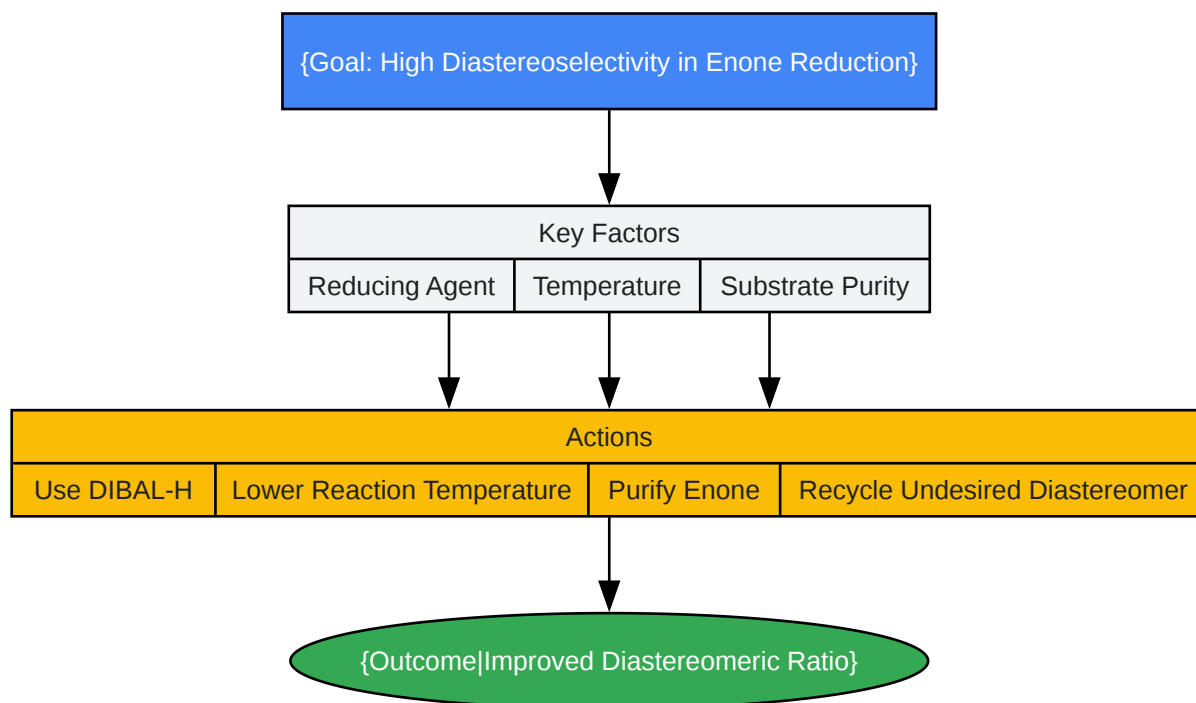 {Goal: High Diastereoselectivity in Enone Reduction}
Key Factors
Reducing Agent Temperature Substrate Purity
Actions
Use DIBAL-H Lower Reaction Temperature Purify Enone Recycle Undesired Diastereomer
{Outcome|Improved Diastereomeric Ratio}